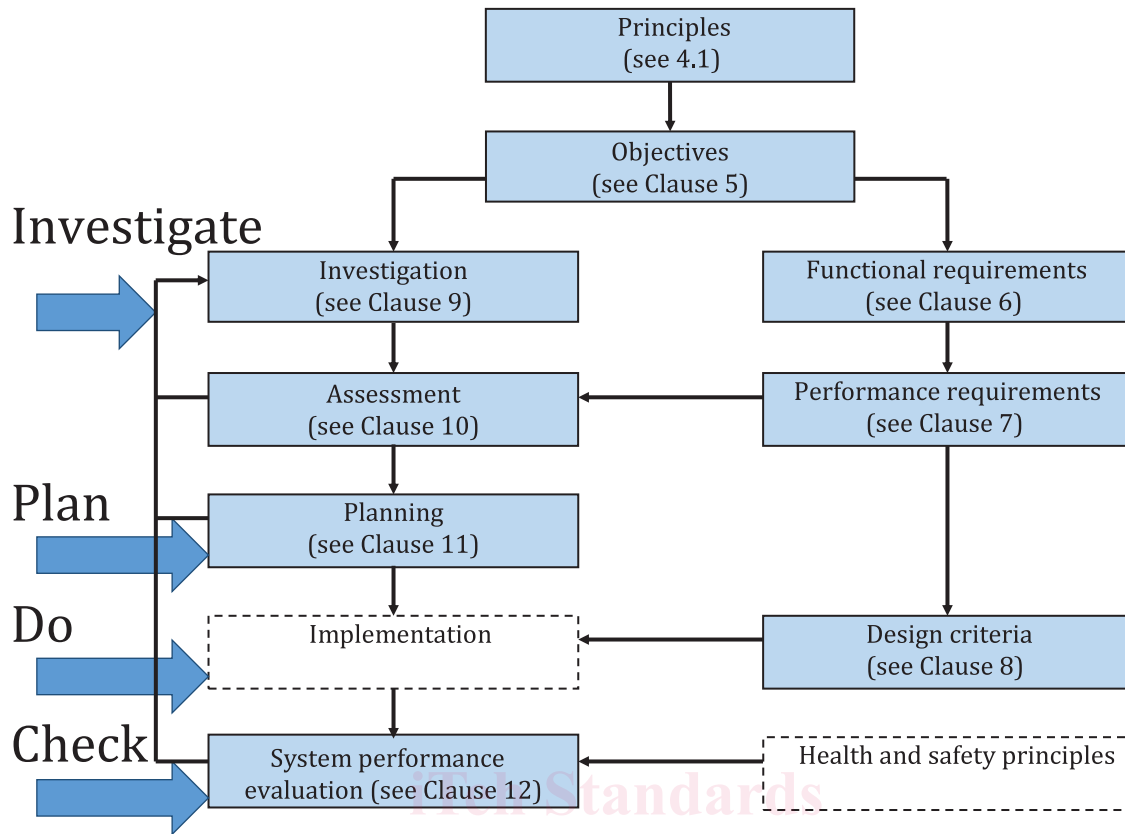 Principles
(see 4.1)
Objectives
(see Clause 5)
Investigate
Investigation
(see Clause 9)
Functional requirements
(see Clause 6)
Assessment
(see Clause 10)
Performance requirements
(see Clause 7)
Plan
Planning
(see Clause 11)
Do
Implementation
Design criteria
(see Clause 8)
Check
System performance
evaluation (see Clause 12)
Health and safety principles
iTeh Standards